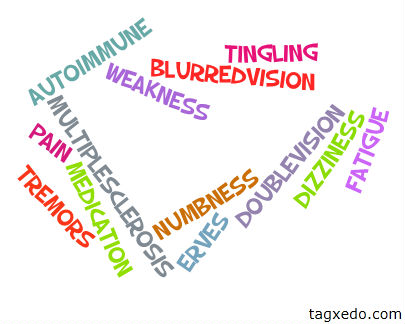 AUTOIMMUNE
TINGLING
BLURREDVISION
WEAKNESS
MULTIPLESCLEROSIS
PAIN
MEDICATION
TREMORS
NUMBNESS
ERVES
DOUBLEVISION
DIZZINESS
FATIGUE
tagxedo.com